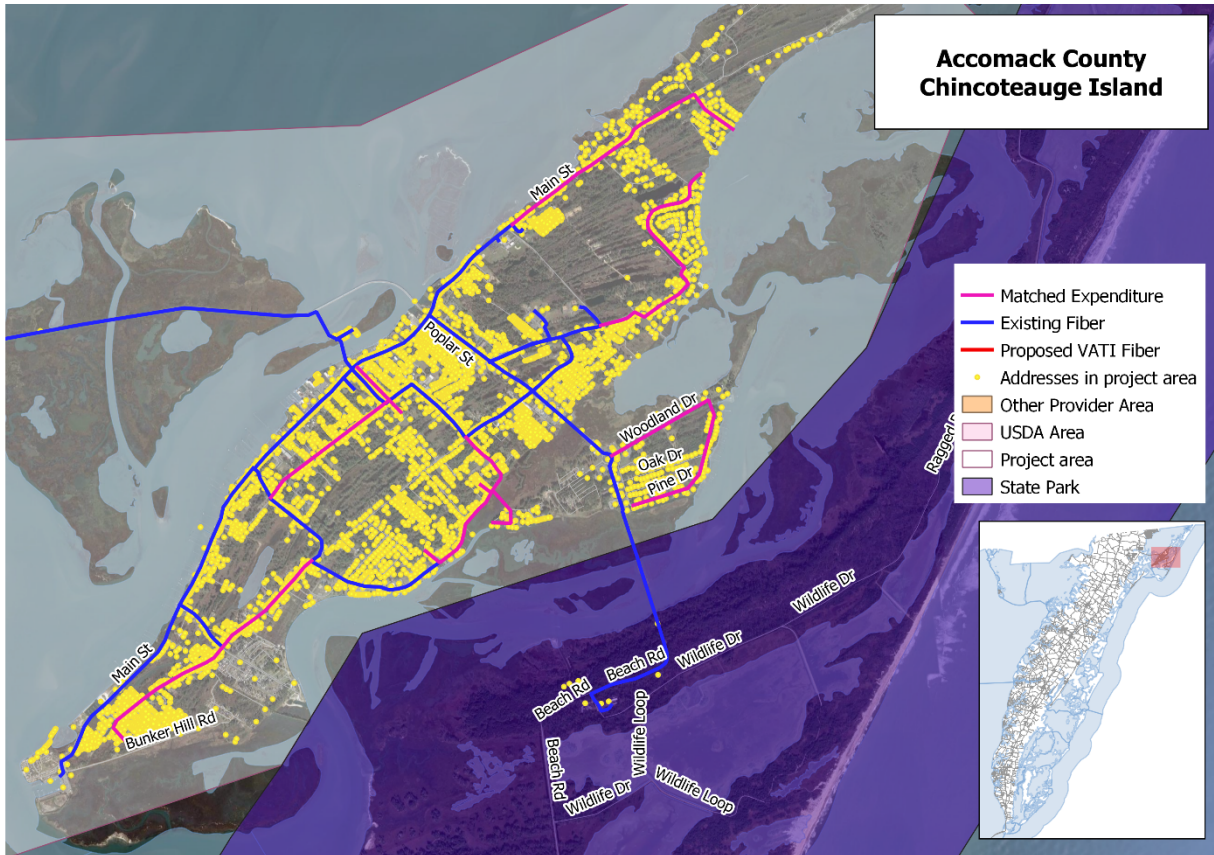 Accomack County
Chincoteauge Island
Main St
Poplar St
Matched Expenditure
Existing Fiber
Proposed VATI Fiber
Addresses in project area
Other Provider Area
USDA Area
Project area
State Park
Woodland Dr
Oak Dr
Pine Dr
Ragged
Wildlife Dr
Wildlife Dr
Beach Rd
Beach Rd
Main St
Bunker Hill Rd
Wildlife Loop
Beach Rd
Wildlife Dr
Wildlife Loop